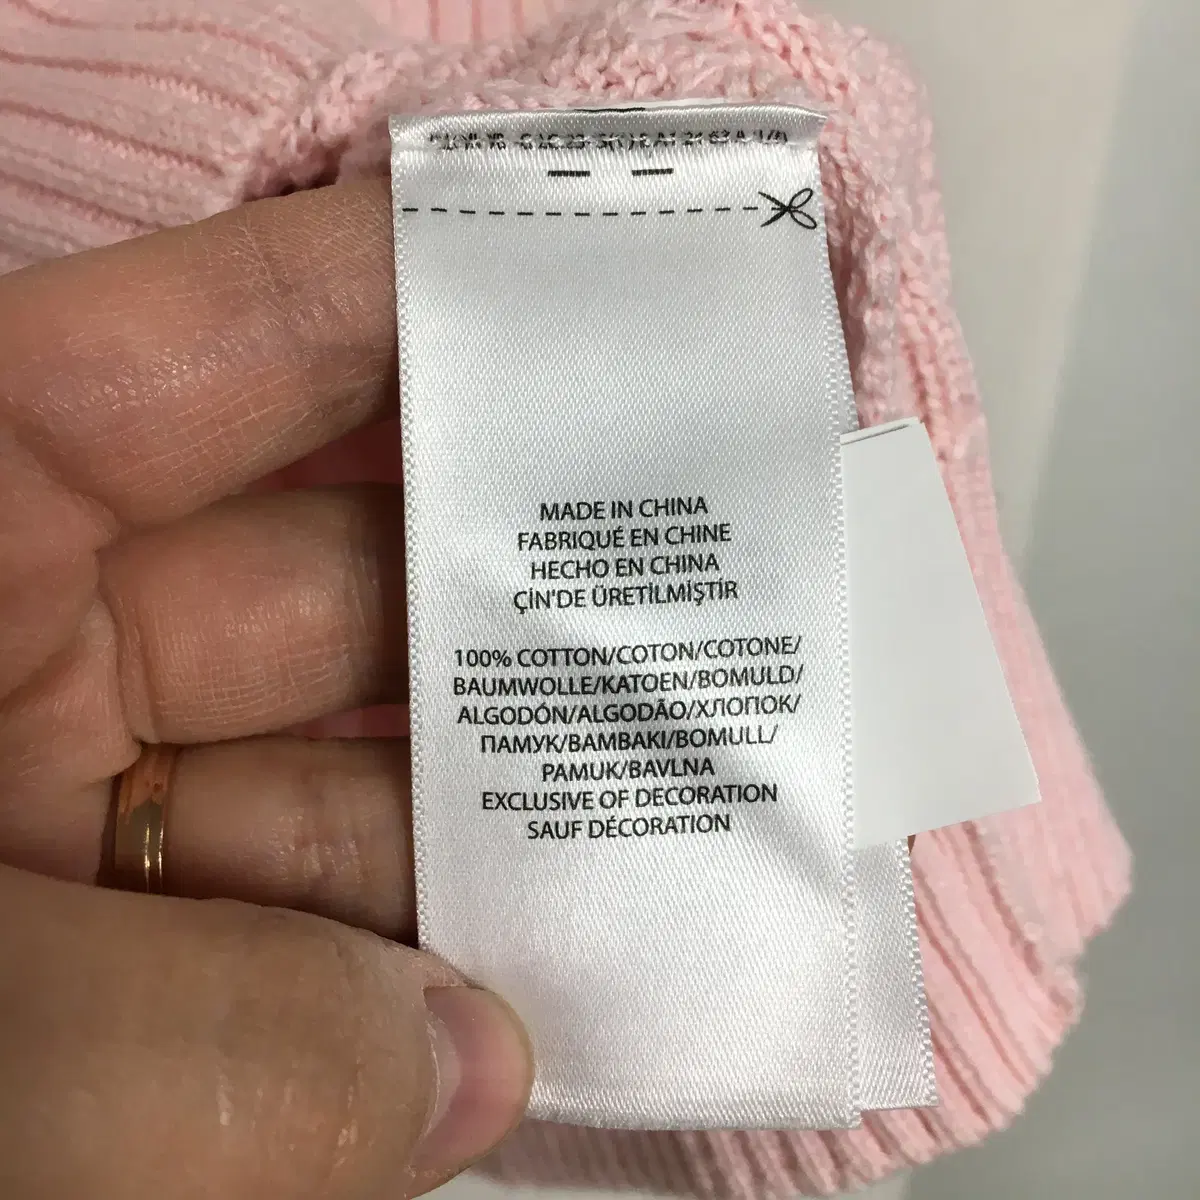 MADE IN CHINA
FABRIQUÉ EN CHINE
HECHO EN CHINA
ÇİN'DE ÜRETİLMİŞTİR
100% COTTON/COTON/COTONE/
BAUMWOLLE/KATOEN/BOMULD/
ALGODÓN/ALGODÃO/ХЛОПОК/
ПАМУК/BAMBAKI/BOMULL/
PAMUK/BAVLNA
EXCLUSIVE OF DECORATION
SAUF DÉCORATION